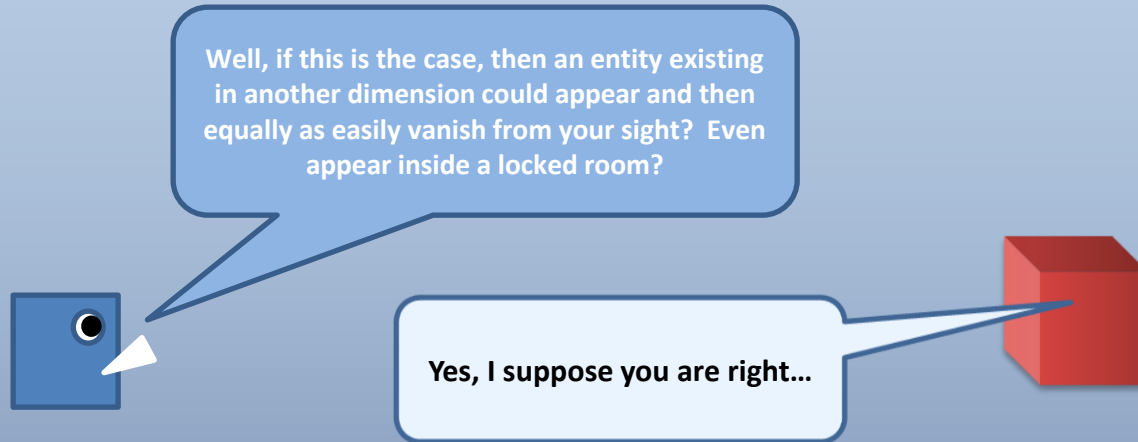 Well, if this is the case, then an entity existing
in another dimension could appear and then
equally as easily vanish from your sight?  Even
appear inside a locked room?
Yes, I suppose you are right…